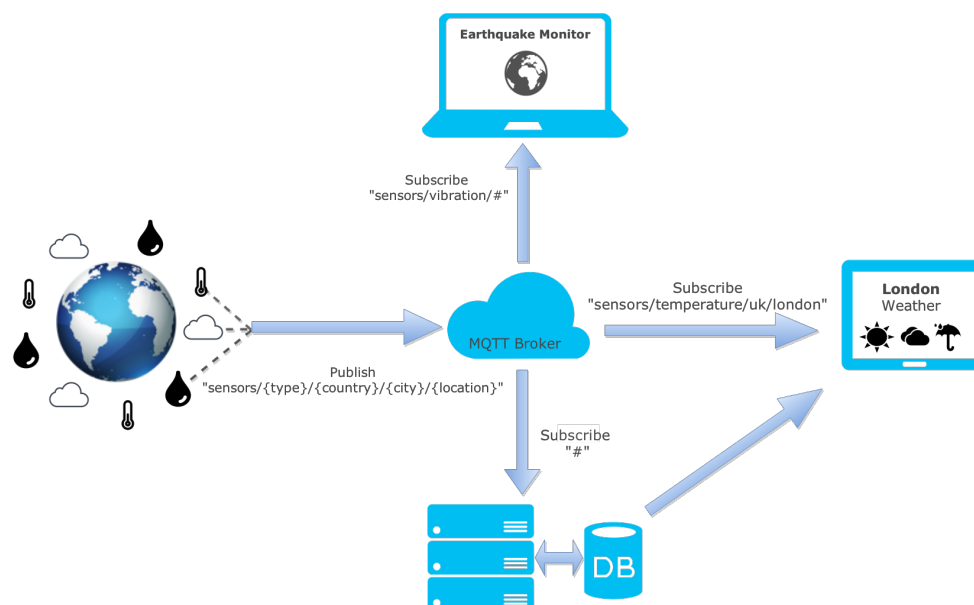 Earthquake Monitor
Subscribe
"sensors/vibration/#"
Subscribe
"sensors/temperature/uk/london"
London
Weather
MQTT Broker
Publish
"sensors/{type}/{country}/{city}/{location}"
Subscribe
"#"
DB